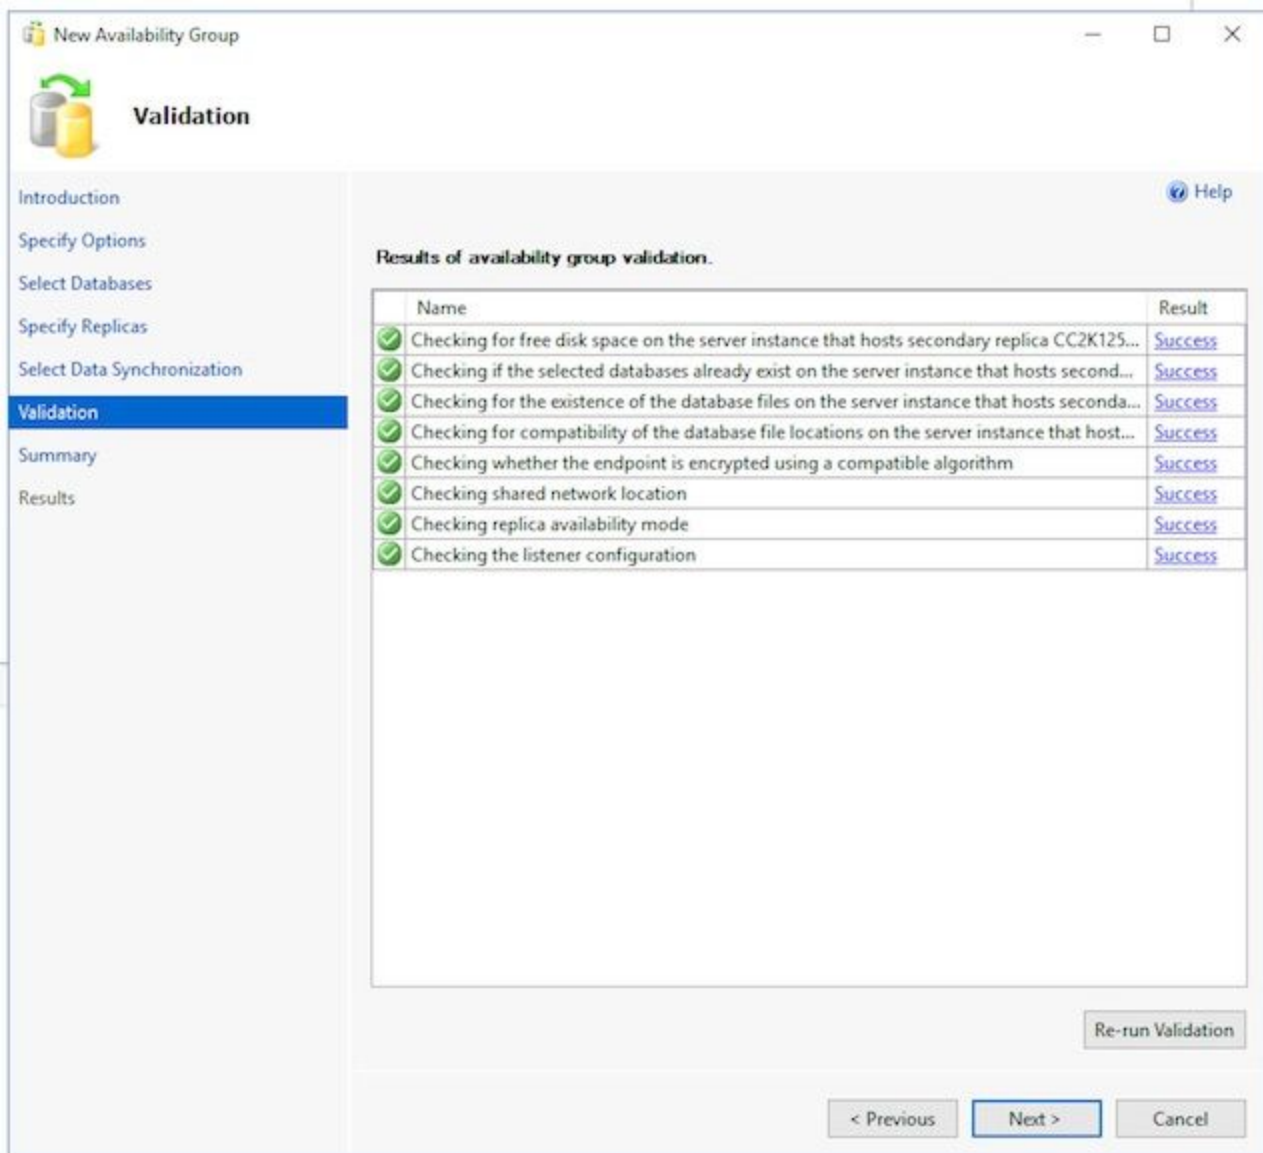 New Availability Group
Validation
Introduction
Specify Options
Select Databases
Specify Replicas
Select Data Synchronization
Validation
Summary
Results
Help
Results of availability group validation.
Name Result
Checking for free disk space on the server instance that hosts secondary replica CC2K125... Success
Checking if the selected databases already exist on the server instance that hosts second... Success
Checking for the existence of the database files on the server instance that hosts seconda... Success
Checking for compatibility of the database file locations on the server instance that host... Success
Checking whether the endpoint is encrypted using a compatible algorithm Success
Checking shared network location Success
Checking replica availability mode Success
Checking the listener configuration Success
Re-run Validation
< Previous Next > Cancel